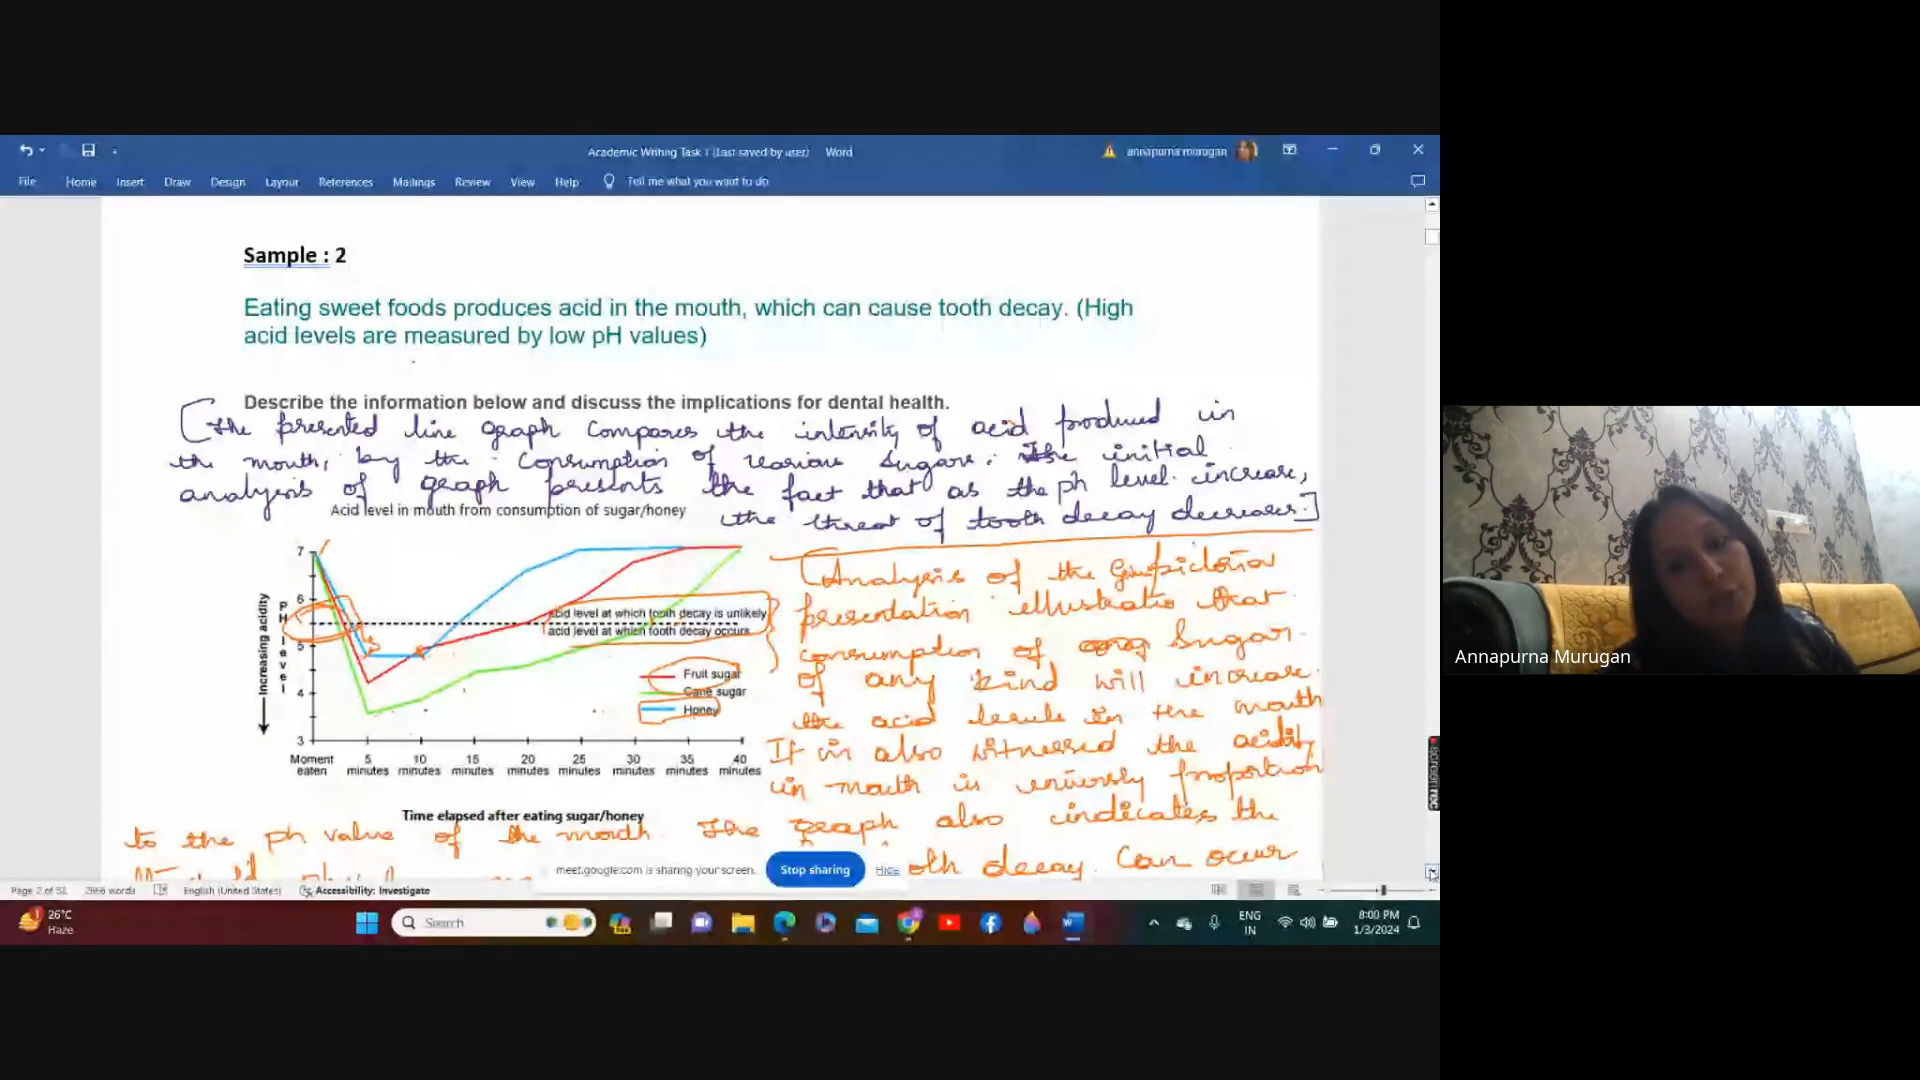 Academic Writing Task 1 (Last saved by user) Word
annapurna murugan
File Home Insert Draw Design Layout References Mailings Review View Help Tell me what you want to do
Sample : 2
Eating sweet foods produces acid in the mouth, which can cause tooth decay. (High
acid levels are measured by low pH values)
Describe the information below and discuss the implications for dental health.
[The presented line graph compares the intensity of acid produced in
the mouth, by the consumption of various sugars. The initial
analysis of graph presents the fact that as the ph level increase,
the threat of tooth decay decreases.]
Acid level in mouth from consumption of sugar/honey
7
6
5
4
3
PH level
Increasing acidity
acid level at which tooth decay is unlikely
acid level at which tooth decay occurs
Fruit sugar
Cane sugar
Honey
Moment eaten
5 minutes
10 minutes
15 minutes
20 minutes
25 minutes
30 minutes
35 minutes
40 minutes
Time elapsed after eating sugar/honey
Analysis of the
presentation illustrates that
consumption of Sugar
of any kind will increase
the acid levels in the mouth
It is also witnessed the acidity
in mouth is proportion
to the ph value of the mouth. The graph also indicates the
oth decay. Can occur
meet.google.com is sharing your screen.
Stop sharing
Hide
Page 2 of 51 2966 words English (United States) Accessibility: Investigate
26°C
Haze
Search
ENG
IN
8:00 PM
1/3/2024
Annapurna Murugan